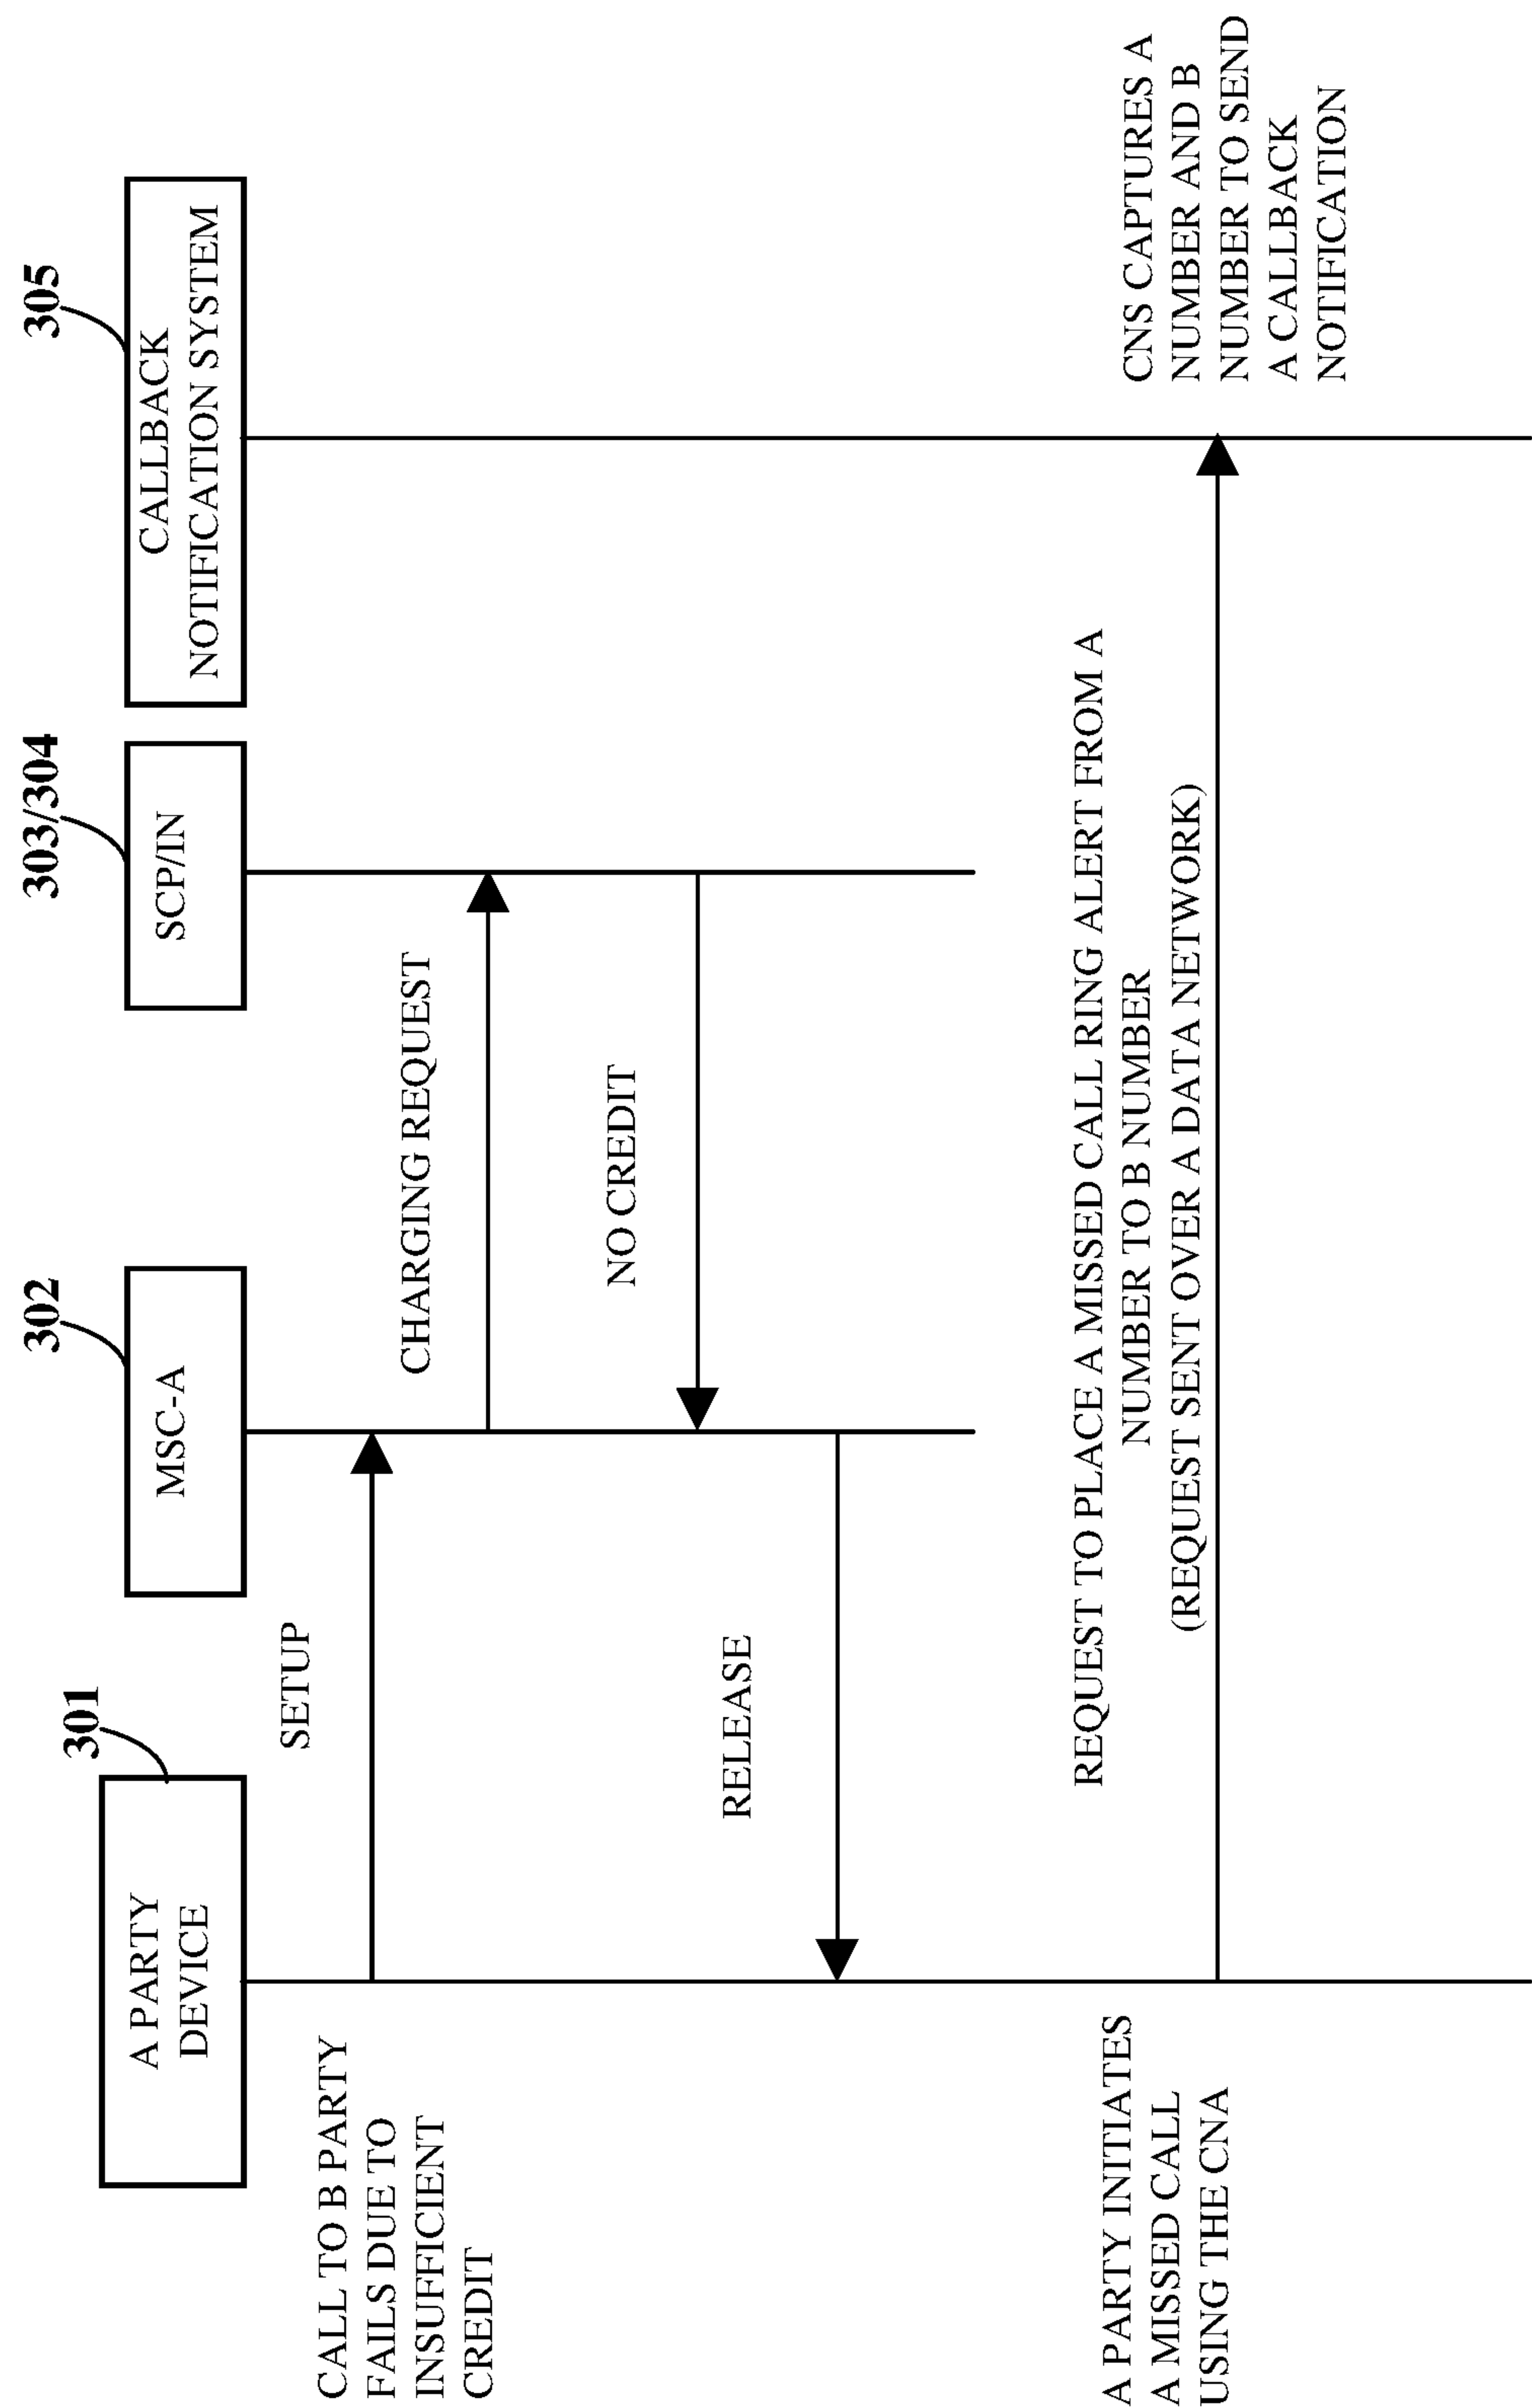 301
302
303/304
305
A PARTY
DEVICE
MSC-A
SCP/IN
CALLBACK
NOTIFICATION SYSTEM
CALL TO B PARTY
FAILS DUE TO
INSUFFICIENT
CREDIT
SETUP
CHARGING REQUEST
NO CREDIT
RELEASE
A PARTY INITIATES
A MISSED CALL
USING THE CNA
REQUEST TO PLACE A MISSED CALL RING ALERT FROM A
NUMBER TO B NUMBER
(REQUEST SENT OVER A DATA NETWORK)
CNS CAPTURES A
NUMBER AND B
NUMBER TO SEND
A CALLBACK
NOTIFICATION